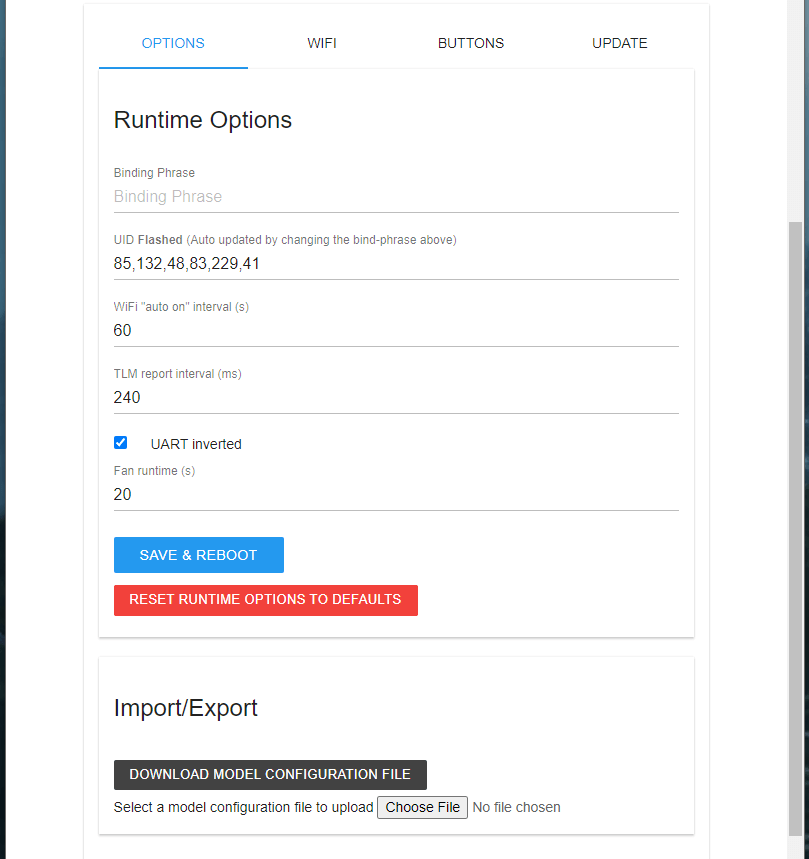 OPTIONS WIFI BUTTONS UPDATE
Runtime Options
Binding Phrase
Binding Phrase
UID Flashed (Auto updated by changing the bind-phrase above)
85,132,48,83,229,41
WiFi "auto on" interval (s)
60
TLM report interval (ms)
240
UART inverted
Fan runtime (s)
20
SAVE & REBOOT
RESET RUNTIME OPTIONS TO DEFAULTS
Import/Export
DOWNLOAD MODEL CONFIGURATION FILE
Select a model configuration file to upload Choose File No file chosen